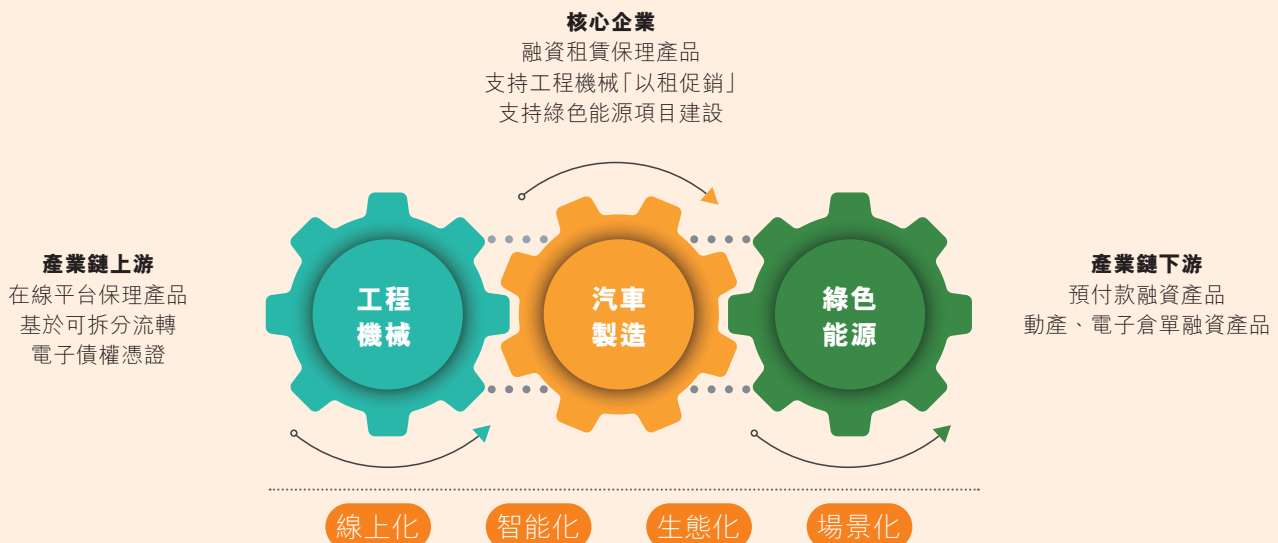 核心企業
融資租賃保理產品
支持工程機械「以租促銷」
支持綠色能源項目建設
產業鏈上游
在線平台保理產品
基於可拆分流轉
電子債權憑證
工程
機械
汽車
製造
綠色
能源
產業鏈下游
預付款融資產品
動產、電子倉單融資產品
線上化
智能化
生態化
場景化